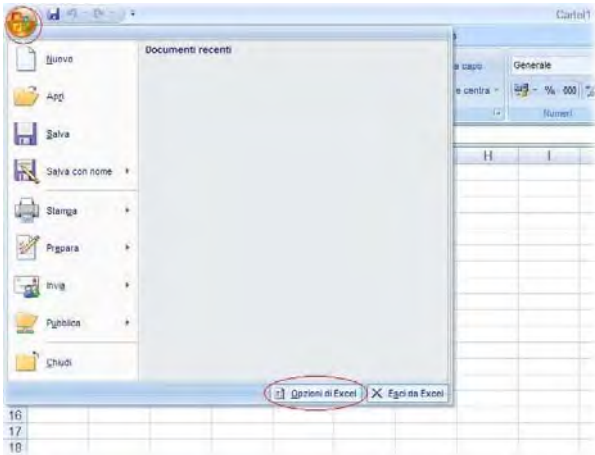 Cartel1
Nuovo
Documenti recenti
Apri
Salva
Salva con nome
Stampa
Prepara
Invia
Pubblica
Chiudi
Opzioni di Excel
Esci da Excel
a capo
Generale
e centra
% 000
Numeri
H I
16
17
18